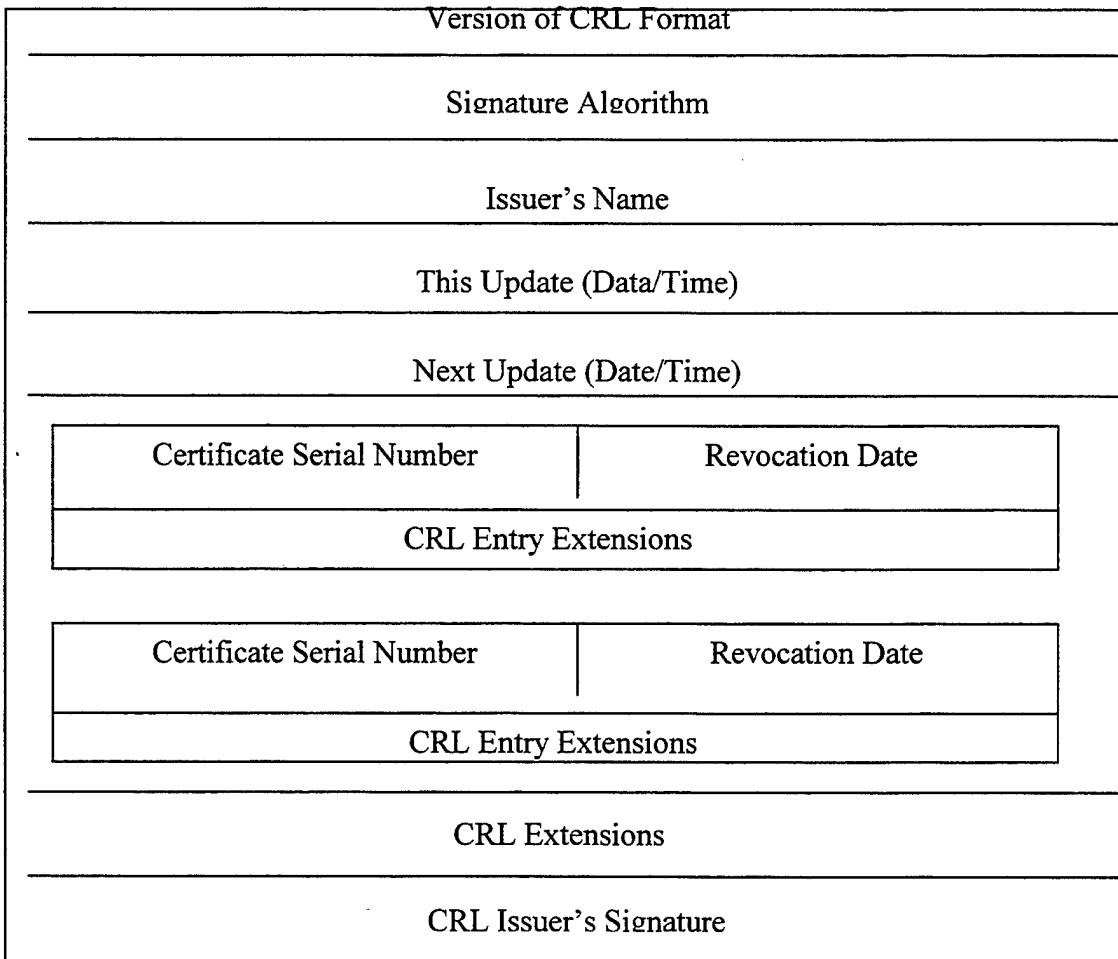 Version of CRL Format
Signature Algorithm
Issuer's Name
This Update (Data/Time)
Next Update (Date/Time)
Certificate Serial Number Revocation Date
CRL Entry Extensions
Certificate Serial Number Revocation Date
CRL Entry Extensions
CRL Extensions
CRL Issuer's Signature